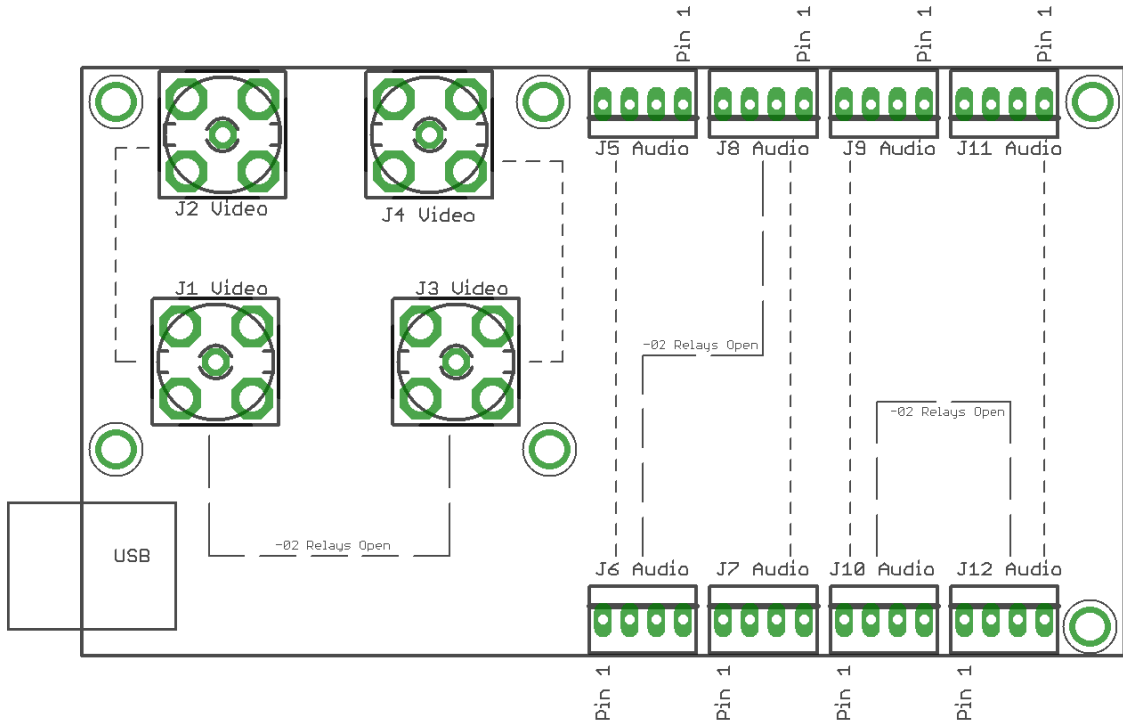 Pin 1
Pin 1
Pin 1
Pin 1
J5 Audio
J8 Audio
J9 Audio
J11 Audio
J2 Video
J4 Video
J1 Video
J3 Video
-02 Relays Open
-02 Relays Open
-02 Relays Open
USB
J6 Audio
J7 Audio
J10 Audio
J12 Audio
Pin 1
Pin 1
Pin 1
Pin 1